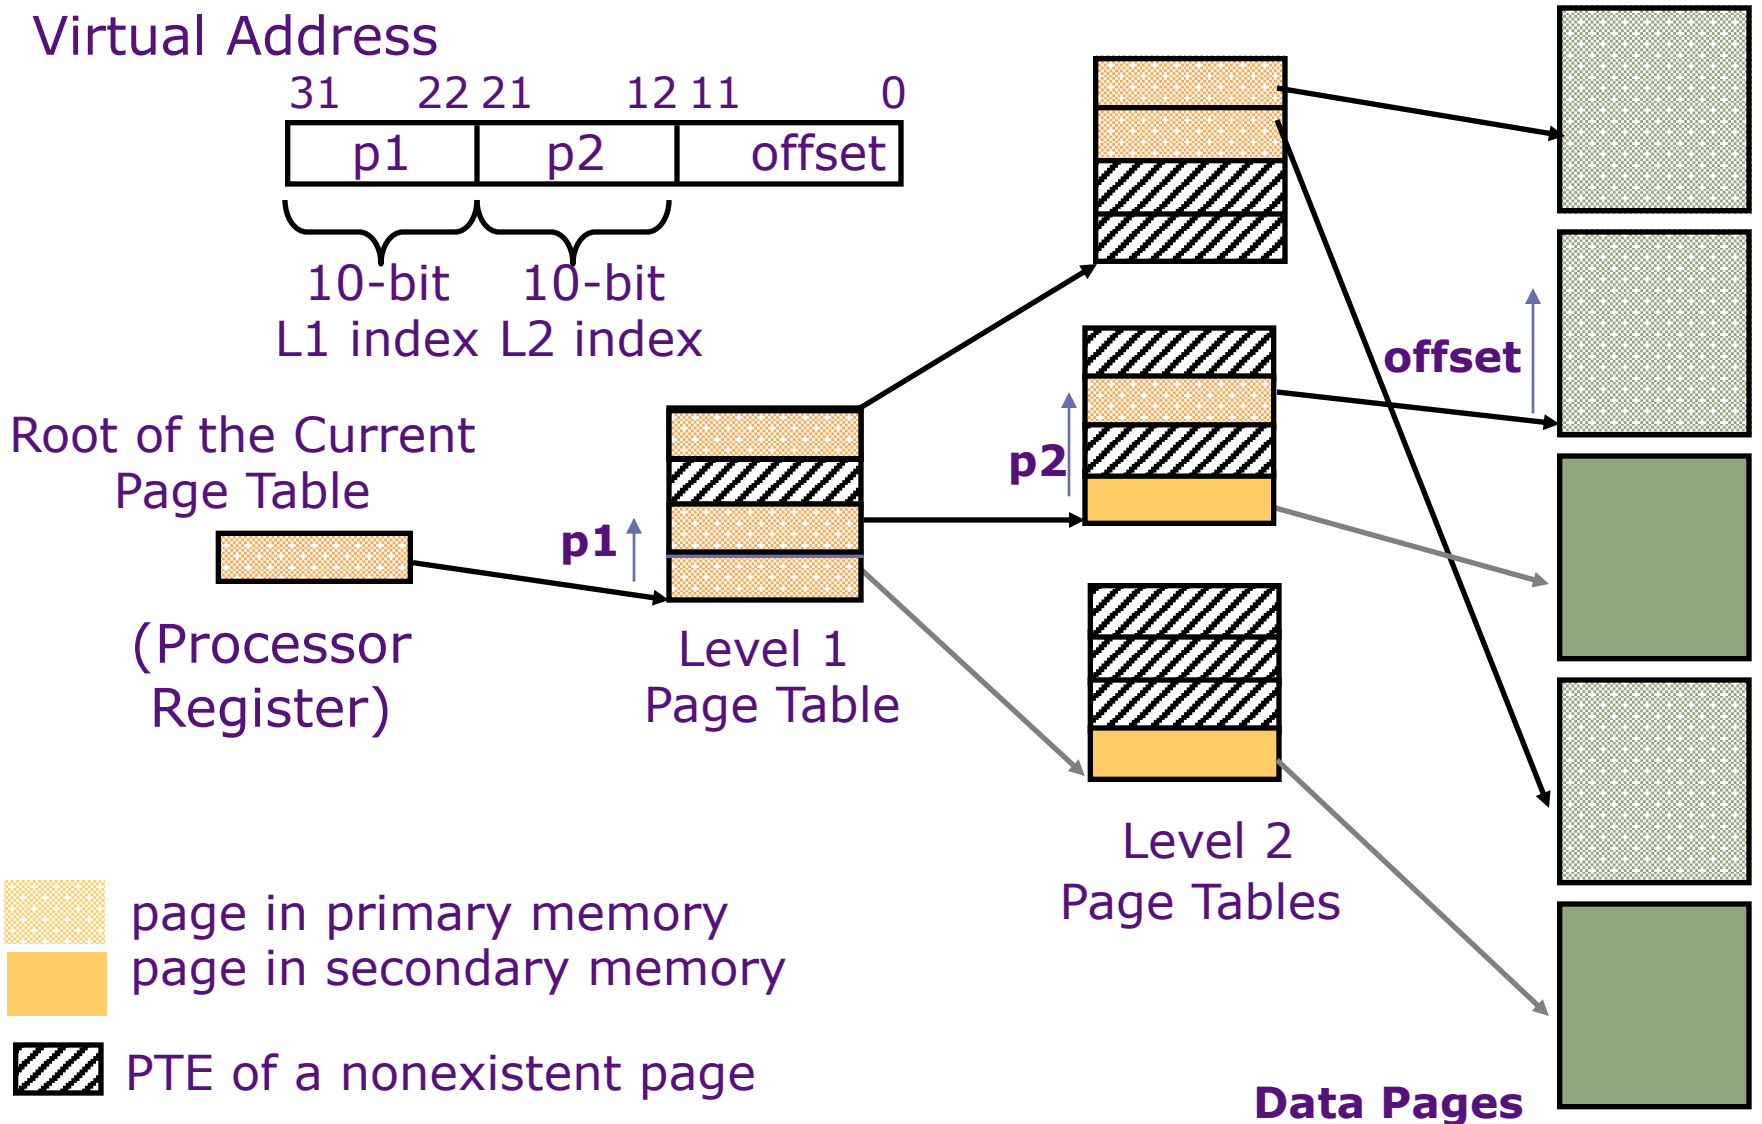 Virtual Address
31 22 21 12 11 0
p1 p2 offset
10-bit 10-bit
L1 index L2 index
offset
Root of the Current
Page Table
p2
p1
(Processor
Register)
Level 1
Page Table
Level 2
Page Tables
page in primary memory
page in secondary memory
PTE of a nonexistent page
Data Pages